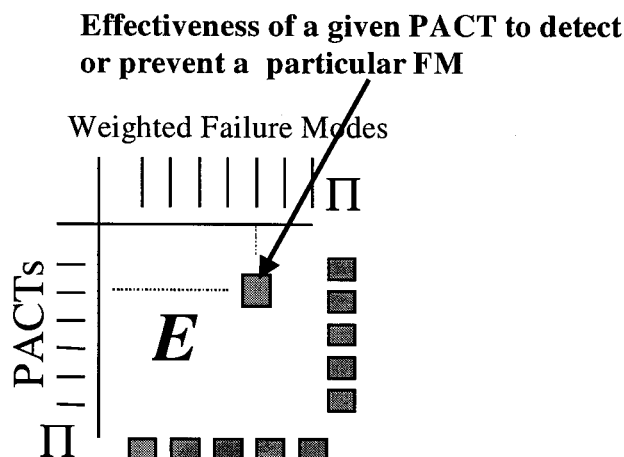 Effectiveness of a given PACT to detect
or prevent a particular FM
Weighted Failure Modes
Π
PACTs
E
Π